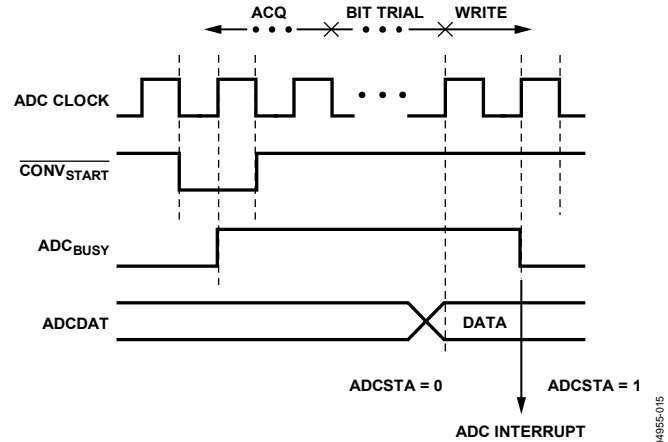 ACQ BIT TRIAL WRITE
ADC CLOCK
CONVSTART
ADCBUSY
ADCDAT
DATA
ADCSTA = 0 ADCSTA = 1
ADC INTERRUPT
04955-015